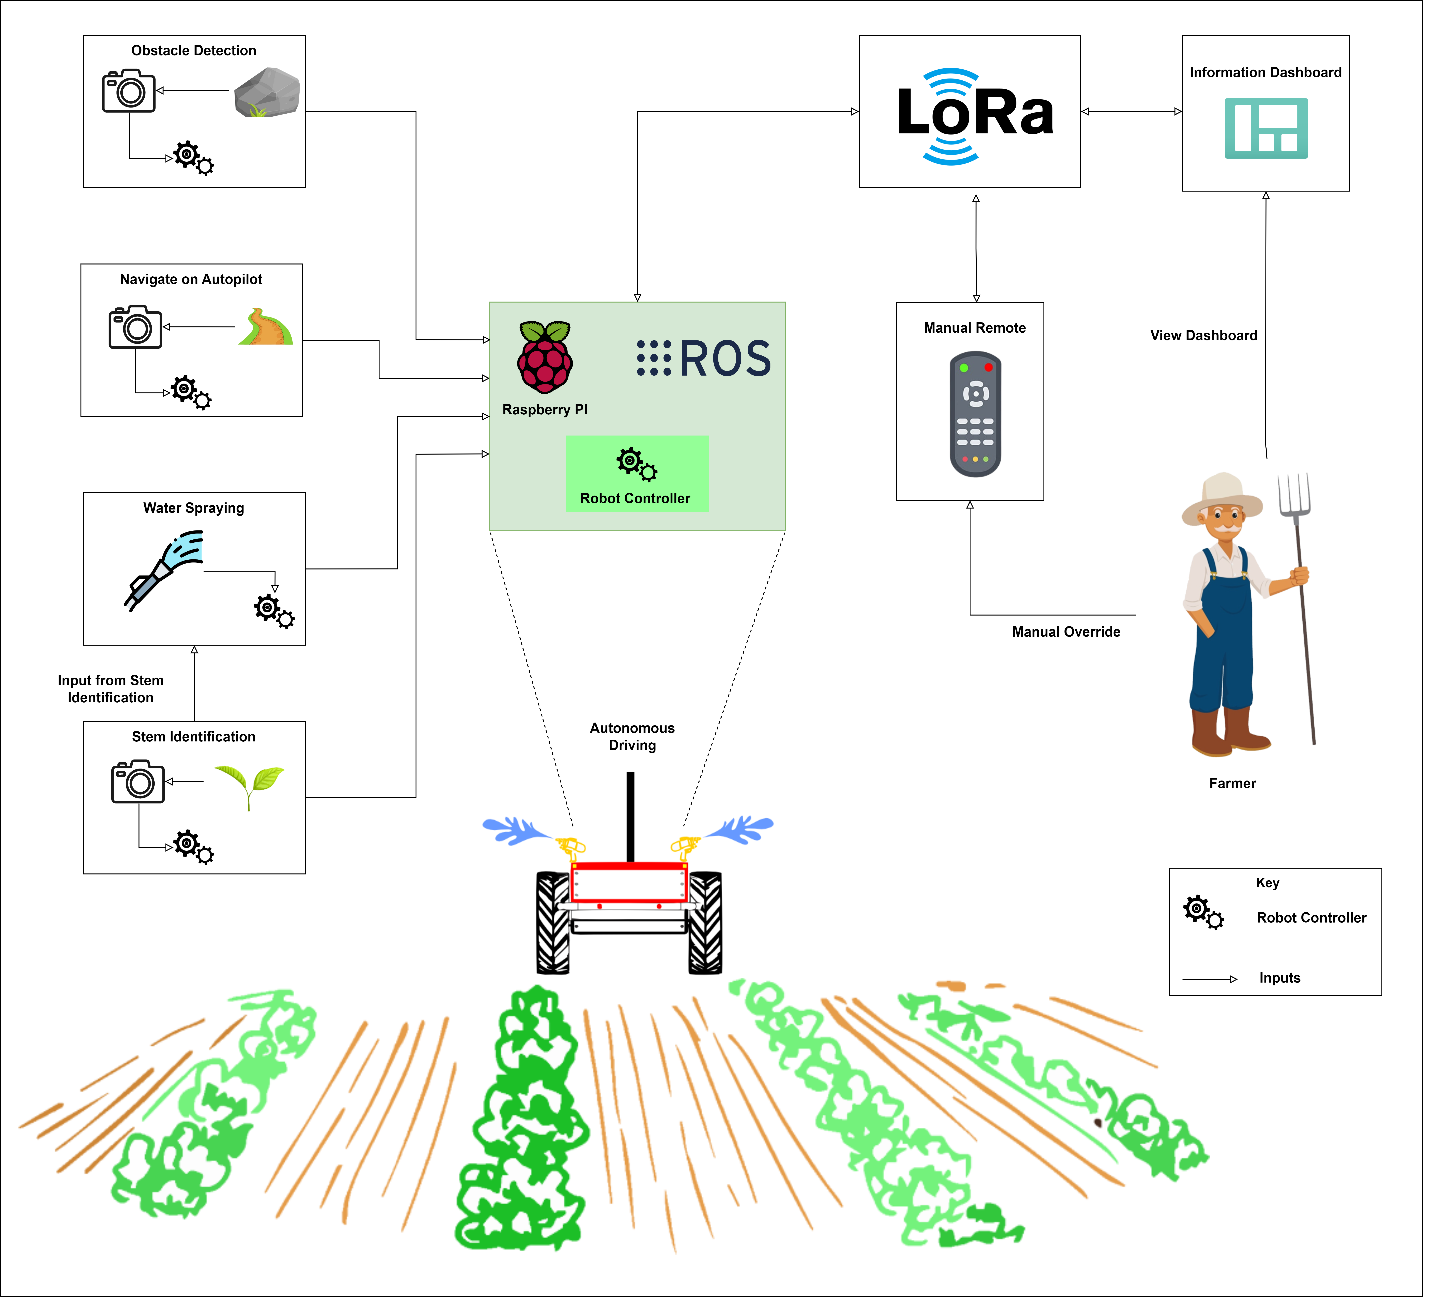 Obstacle Detection
LoRa
Information Dashboard
Navigate on Autopilot
Raspberry PI
ROS
Robot Controller
Manual Remote
View Dashboard
Water Spraying
Input from Stem
Identification
Stem Identification
Manual Override
Autonomous
Driving
Farmer
Key
Robot Controller
Inputs